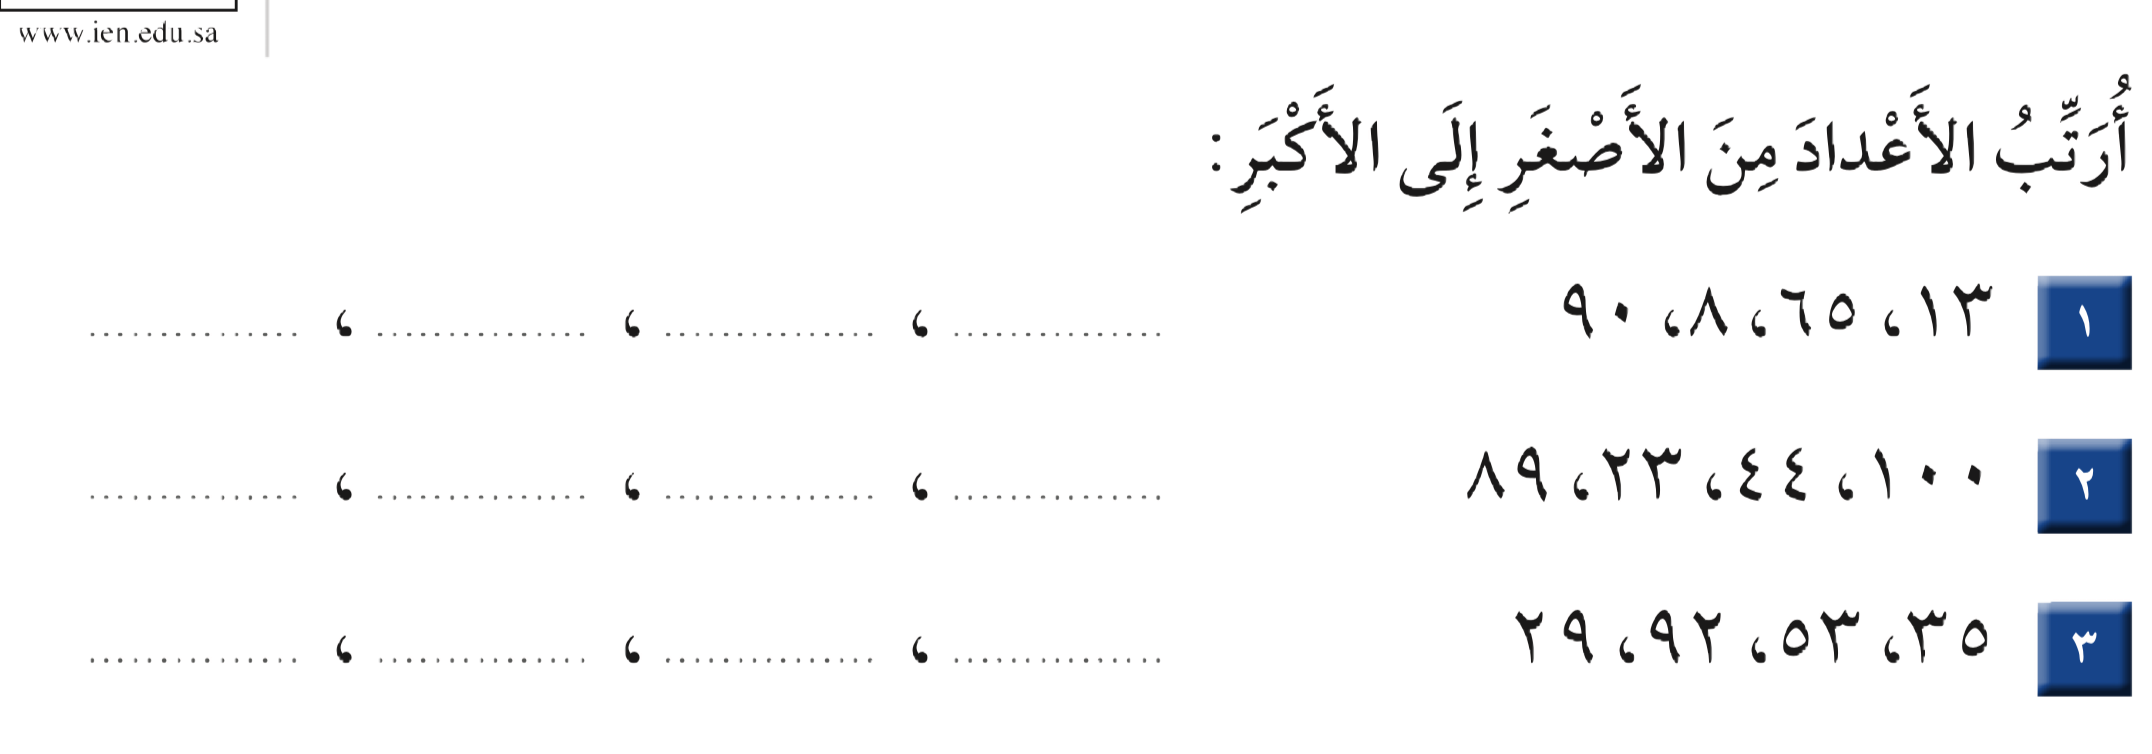 www.ien.edu.sa
أُرَتِّبُ الأَعْدادَ مِنَ الأَصْغَرِ إِلَى الأَكْبَرِ:
١ ١٣، ٦٥، ٨، ٩٠ ............... ، ............... ، ............... ، ...............
٢ ١٠٠، ٤٤، ٢٣، ٨٩ ............... ، ............... ، ............... ، ...............
٣ ٣٥، ٥٣، ٩٢، ٢٩ ............... ، ............... ، ............... ، ...............